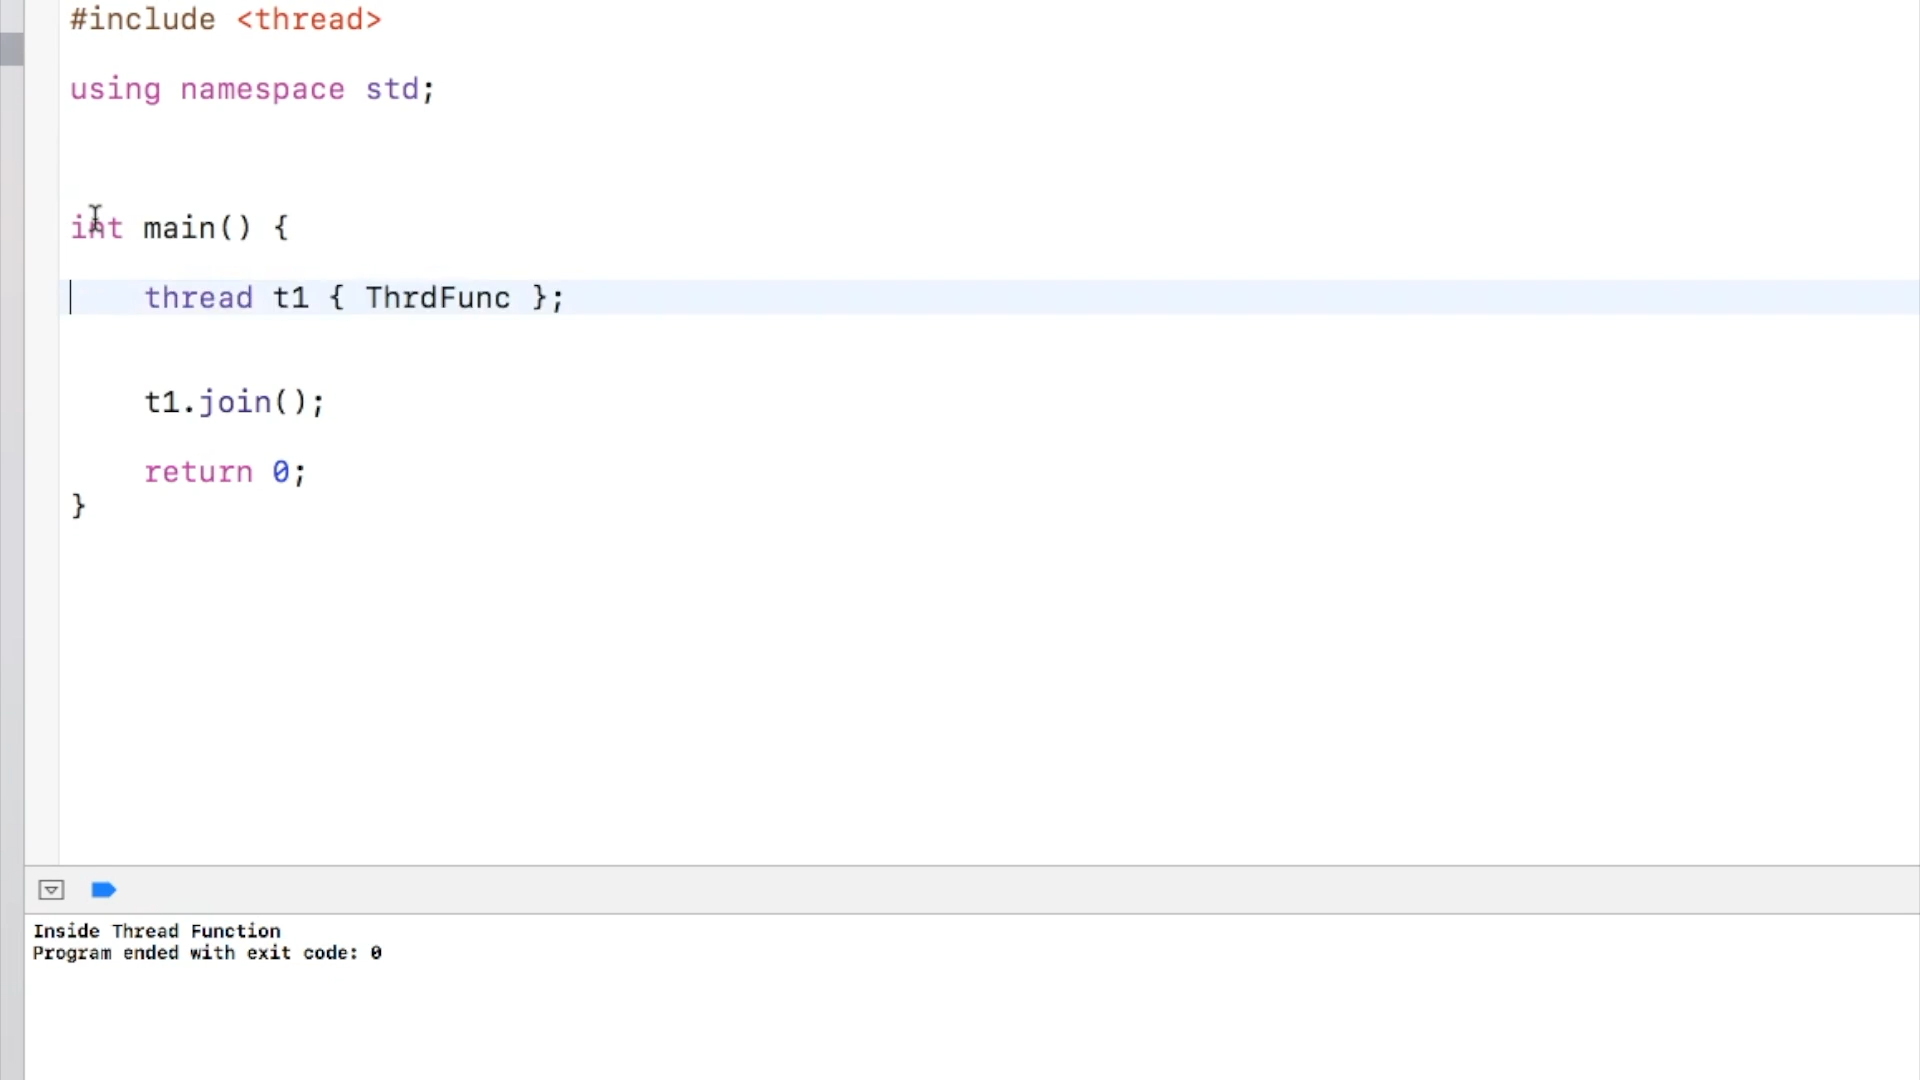 #include <thread>
using namespace std;
int main() {
thread t1 { ThrdFunc };
t1.join();
return 0;
}
Inside Thread Function
Program ended with exit code: 0